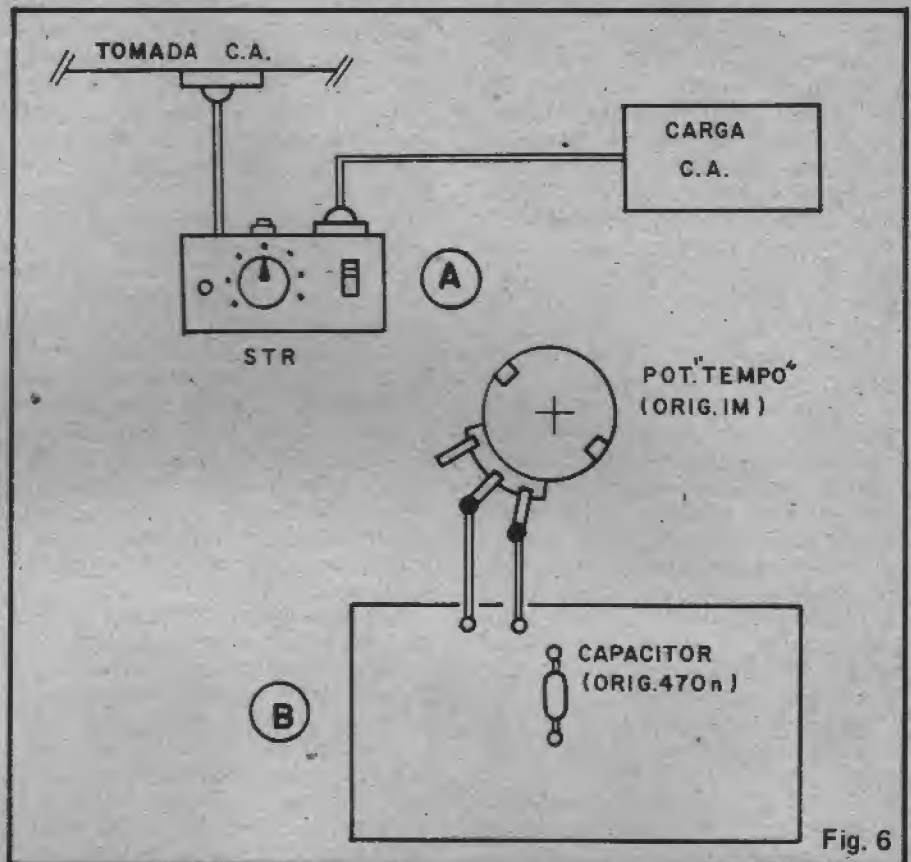 TOMADA C.A.
CARGA
C.A.
A
STR
POT."TEMPO"
(ORIG.1M)
CAPACITOR
(ORIG.470n)
B
Fig. 6